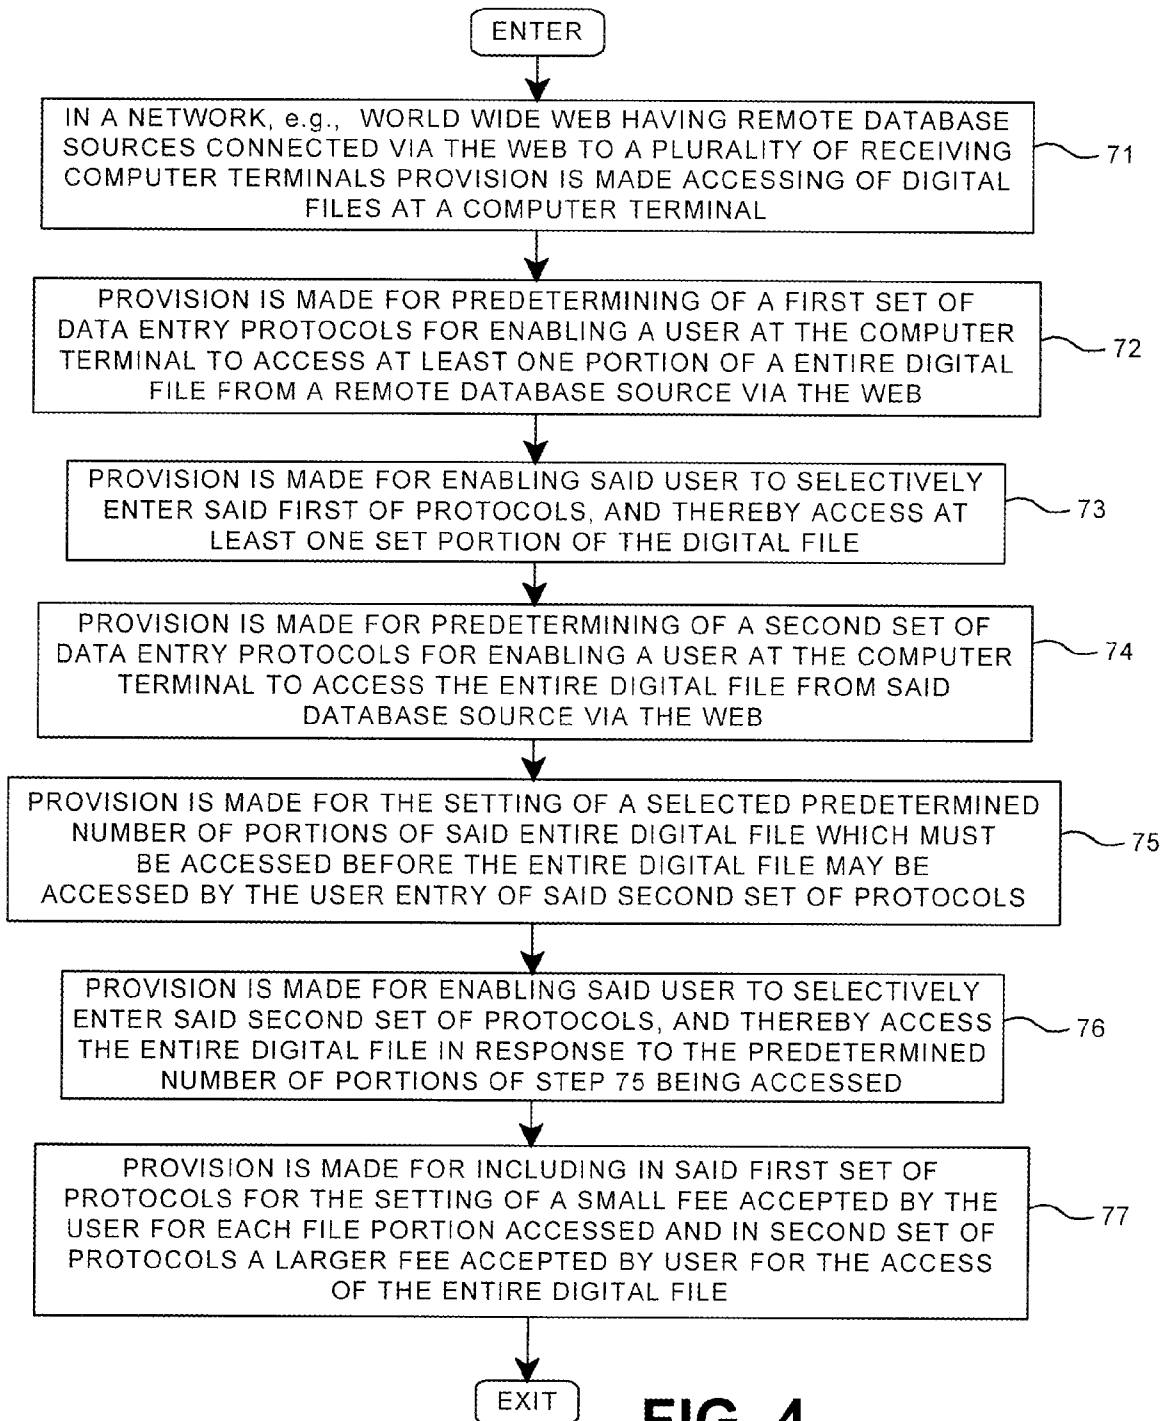 ENTER
IN A NETWORK, e.g., WORLD WIDE WEB HAVING REMOTE DATABASE
SOURCES CONNECTED VIA THE WEB TO A PLURALITY OF RECEIVING
COMPUTER TERMINALS PROVISION IS MADE ACCESSING OF DIGITAL
FILES AT A COMPUTER TERMINAL
71
PROVISION IS MADE FOR PREDETERMINING OF A FIRST SET OF
DATA ENTRY PROTOCOLS FOR ENABLING A USER AT THE COMPUTER
TERMINAL TO ACCESS AT LEAST ONE PORTION OF A ENTIRE DIGITAL
FILE FROM A REMOTE DATABASE SOURCE VIA THE WEB
72
PROVISION IS MADE FOR ENABLING SAID USER TO SELECTIVELY
ENTER SAID FIRST OF PROTOCOLS, AND THEREBY ACCESS AT
LEAST ONE SET PORTION OF THE DIGITAL FILE
73
PROVISION IS MADE FOR PREDETERMINING OF A SECOND SET OF
DATA ENTRY PROTOCOLS FOR ENABLING A USER AT THE COMPUTER
TERMINAL TO ACCESS THE ENTIRE DIGITAL FILE FROM SAID
DATABASE SOURCE VIA THE WEB
74
PROVISION IS MADE FOR THE SETTING OF A SELECTED PREDETERMINED
NUMBER OF PORTIONS OF SAID ENTIRE DIGITAL FILE WHICH MUST
BE ACCESSED BEFORE THE ENTIRE DIGITAL FILE MAY BE
ACCESSED BY THE USER ENTRY OF SAID SECOND SET OF PROTOCOLS
75
PROVISION IS MADE FOR ENABLING SAID USER TO SELECTIVELY
ENTER SAID SECOND SET OF PROTOCOLS, AND THEREBY ACCESS
THE ENTIRE DIGITAL FILE IN RESPONSE TO THE PREDETERMINED
NUMBER OF PORTIONS OF STEP 75 BEING ACCESSED
76
PROVISION IS MADE FOR INCLUDING IN SAID FIRST SET OF
PROTOCOLS FOR THE SETTING OF A SMALL FEE ACCEPTED BY THE
USER FOR EACH FILE PORTION ACCESSED AND IN SECOND SET OF
PROTOCOLS A LARGER FEE ACCEPTED BY USER FOR THE ACCESS
OF THE ENTIRE DIGITAL FILE
77
EXIT
FIG. 4